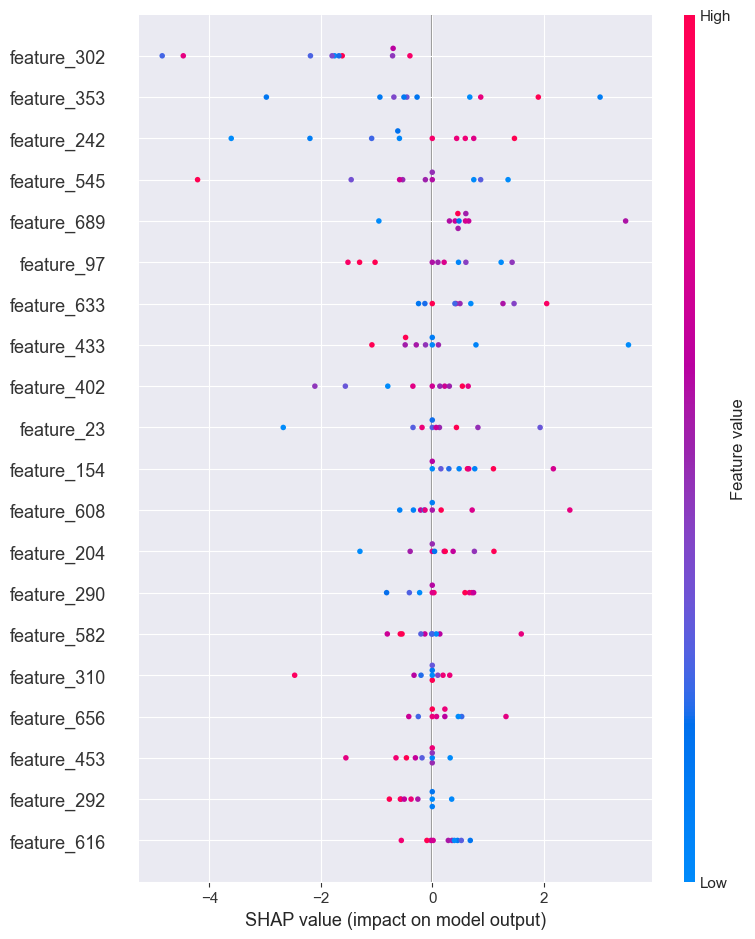 High
feature_302
feature_353
feature_242
feature_545
feature_689
feature_97
feature_633
feature_433
feature_402
feature_23
feature_154
feature_608
feature_204
feature_290
feature_582
feature_310
feature_656
feature_453
feature_292
feature_616
Feature value
Low
−4 −2 0 2
SHAP value (impact on model output)